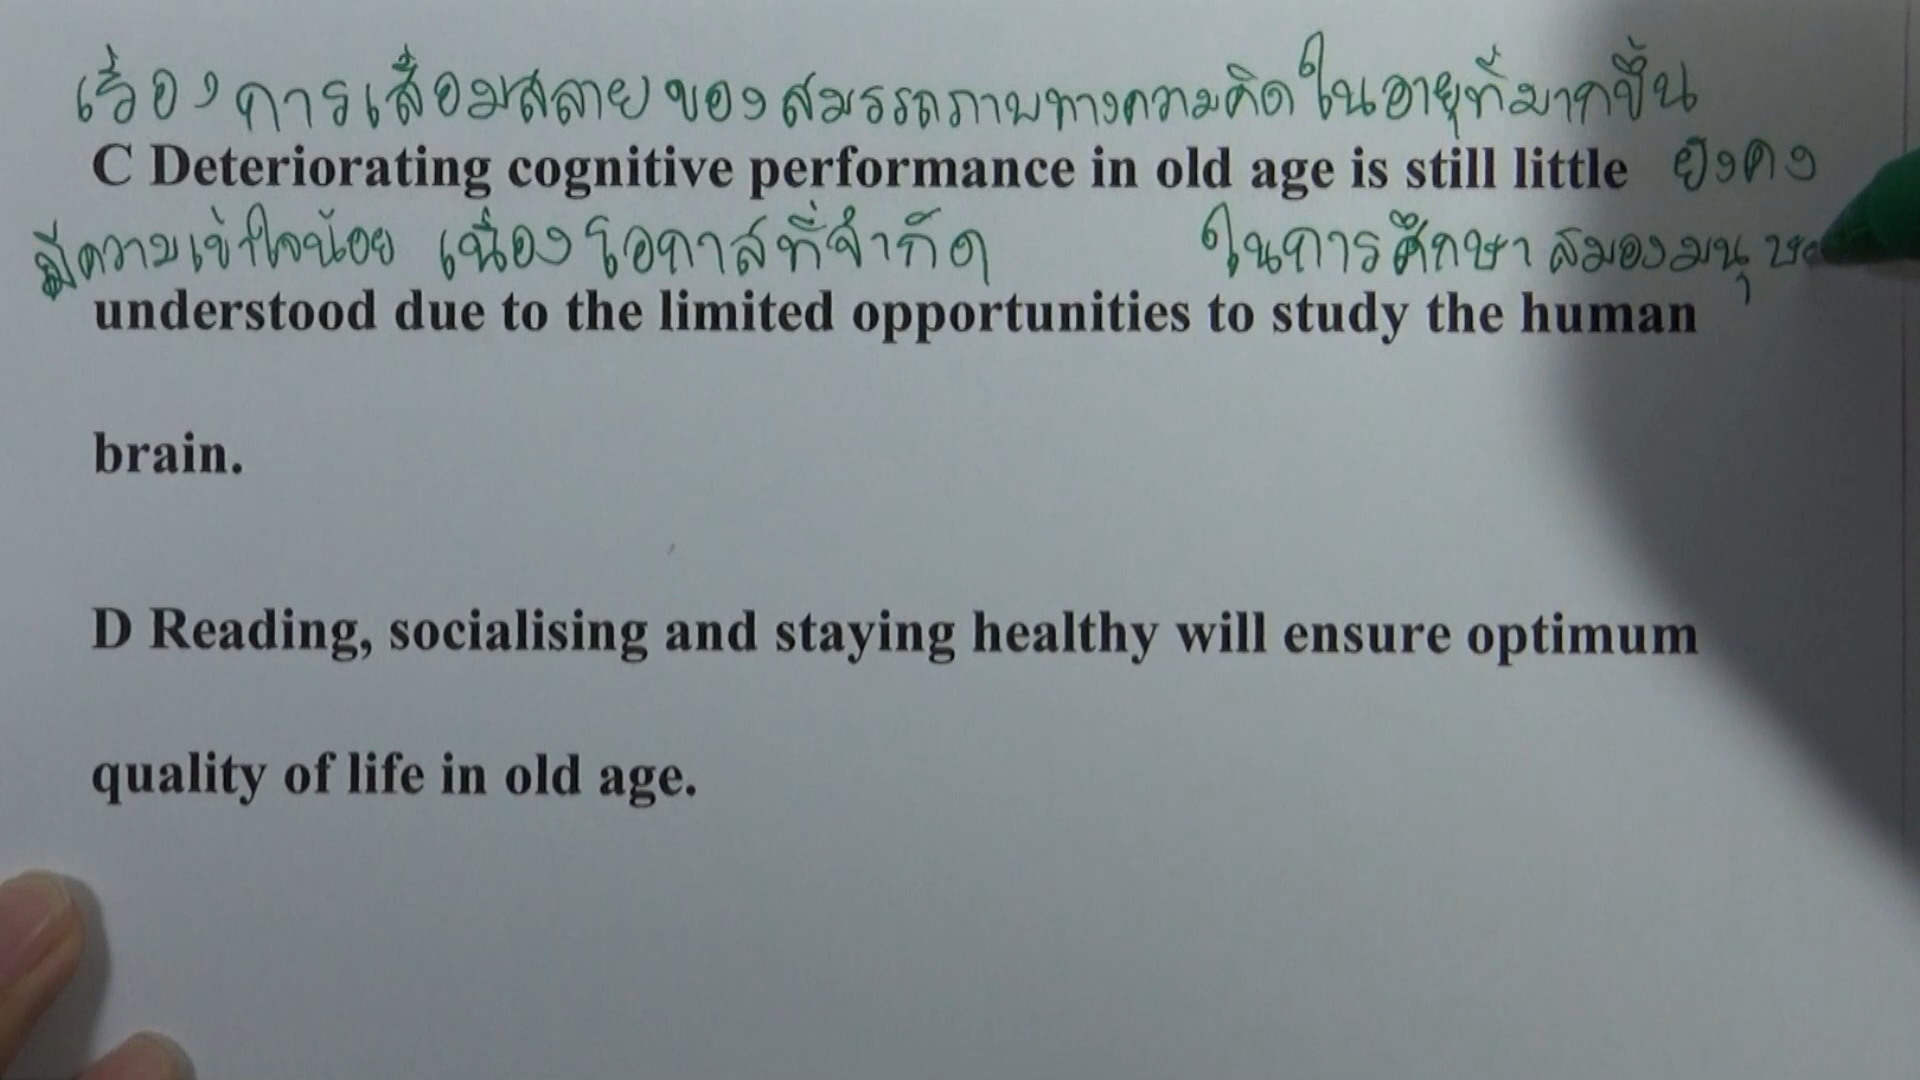 เรื่องการเสื่อมสลายของสมรรถภาพทางความคิดในอายุที่มากขึ้น
C Deteriorating cognitive performance in old age is still little ยังคง
มีความเข้าใจน้อย เนื่องโอกาสที่จำกัด ในการศึกษาสมองมนุษ
understood due to the limited opportunities to study the human
brain.
D Reading, socialising and staying healthy will ensure optimum
quality of life in old age.